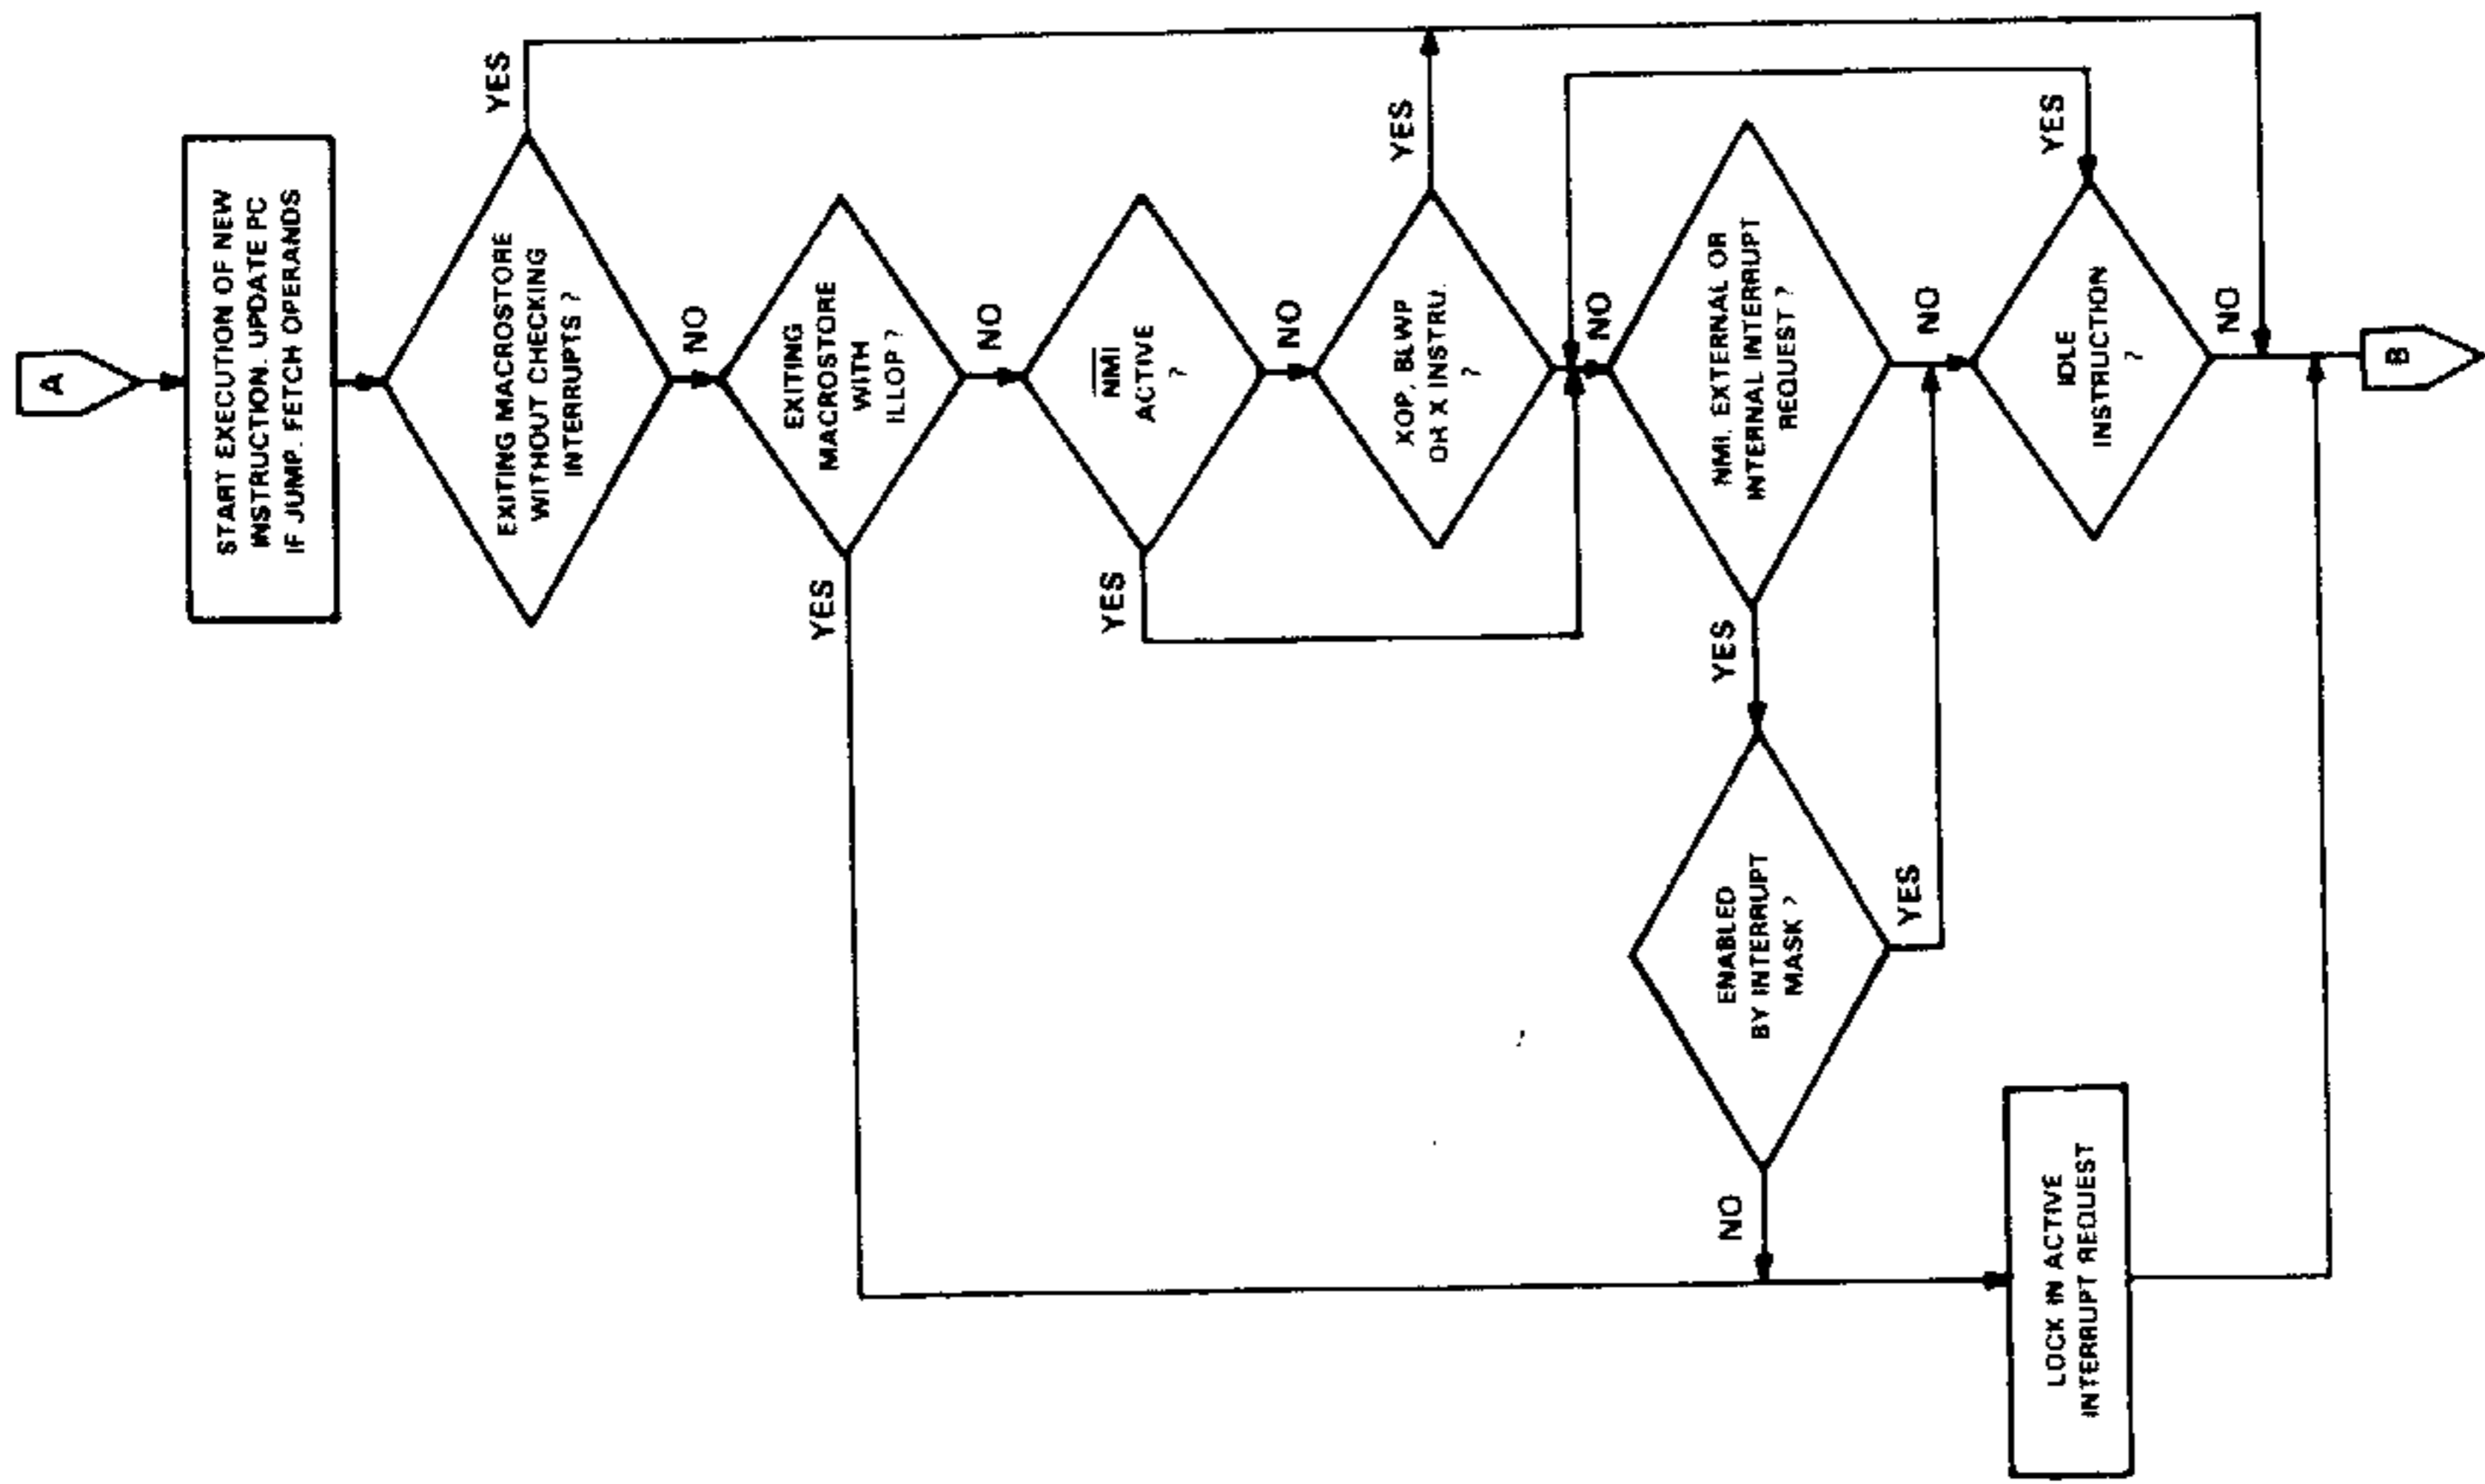 A
START EXECUTION OF NEW
INSTRUCTION. UPDATE PC
IF JUMP. FETCH OPERANDS
EXITING MACROSTORE
WITHOUT CHECKING
INTERRUPTS ?
YES
NO
EXITING
MACROSTORE
WITH
ILLOP ?
YES
NO
NMI
ACTIVE
?
YES
NO
XOP, BLWP
OR X INSTRU.
?
YES
NO
NMI, EXTERNAL OR
INTERNAL INTERRUPT
REQUEST ?
YES
NO
ENABLED
BY INTERRUPT
MASK ?
YES
NO
IDLE
INSTRUCTION
?
YES
NO
LOCK IN ACTIVE
INTERRUPT REQUEST
B